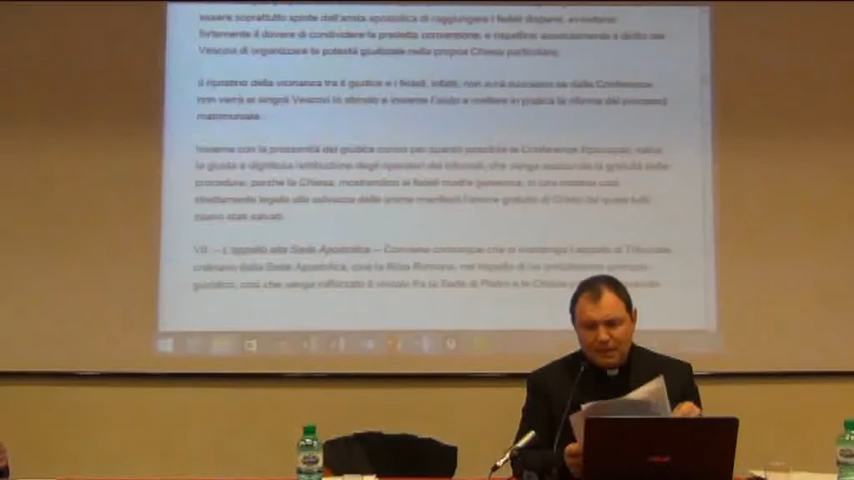 essere soprattutto spinte dall'ansia apostolica di raggiungere i fedeli dispersi, avvertano
fortemente il dovere di condividere la predetta conversione, e rispettino assolutamente il diritto dei
Vescovi di organizzare la potestà giudiziale nella propria Chiesa particolare.
Il ripristino della vicinanza tra il giudice e i fedeli, infatti, non avrà successo se dalle Conferenze
non verrà ai singoli Vescovi lo stimolo e insieme l'aiuto a mettere in pratica la riforma del processo
matrimoniale.
Insieme con la prossimità del giudice curino per quanto possibile le Conferenze Episcopali, salva
la giusta e dignitosa retribuzione degli operatori dei tribunali, che venga assicurata la gratuità delle
procedure, perché la Chiesa, mostrandosi ai fedeli madre generosa, in una materia così
strettamente legata alla salvezza delle anime manifesti l'amore gratuito di Cristo dal quale tutti
siamo stati salvati.
VII. – L'appello alla Sede Apostolica – Conviene comunque che si mantenga l'appello al Tribunale
ordinario della Sede Apostolica, cioè la Rota Romana, nel rispetto di un antichissimo principio
giuridico, così che venga rafforzato il vincolo fra la Sede di Pietro e le Chiese